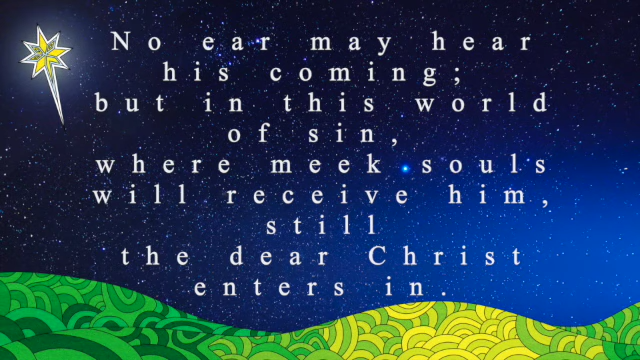 No ear may hear
his coming;
but in this world
of sin,
where meek souls
will receive him,
still
the dear Christ
enters in.